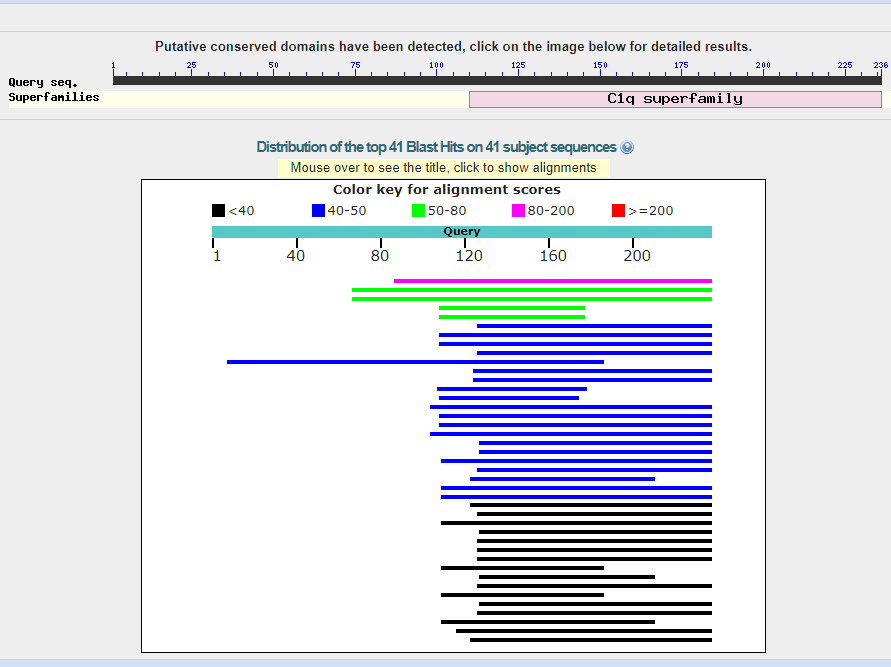 Putative conserved domains have been detected, click on the image below for detailed results.
1 25 50 75 100 125 150 175 200 225 236
Query seq.
Superfamilies C1q superfamily
Distribution of the top 41 Blast Hits on 41 subject sequences ?
Mouse over to see the title, click to show alignments
Color key for alignment scores
<40 40-50 50-80 80-200 >=200
Query
1 40 80 120 160 200